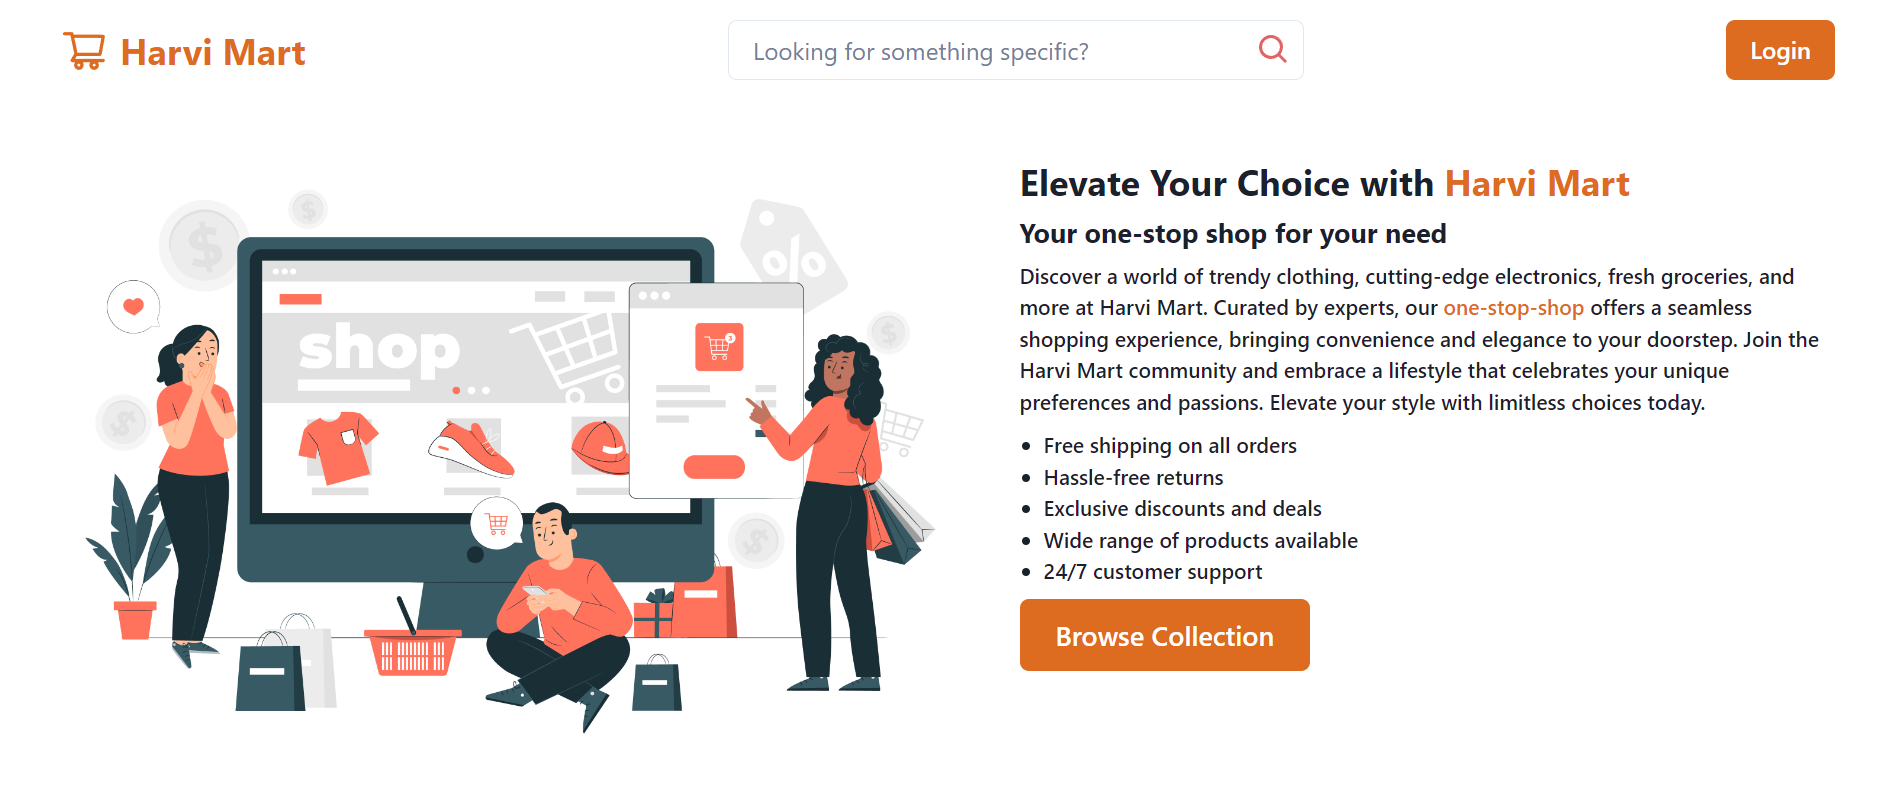 Harvi Mart
Looking for something specific?
Login
$
$
%
shop
3
$
$
$
Elevate Your Choice with Harvi Mart
Your one-stop shop for your need
Discover a world of trendy clothing, cutting-edge electronics, fresh groceries, and
more at Harvi Mart. Curated by experts, our one-stop-shop offers a seamless
shopping experience, bringing convenience and elegance to your doorstep. Join the
Harvi Mart community and embrace a lifestyle that celebrates your unique
preferences and passions. Elevate your style with limitless choices today.
• Free shipping on all orders
• Hassle-free returns
• Exclusive discounts and deals
• Wide range of products available
• 24/7 customer support
Browse Collection